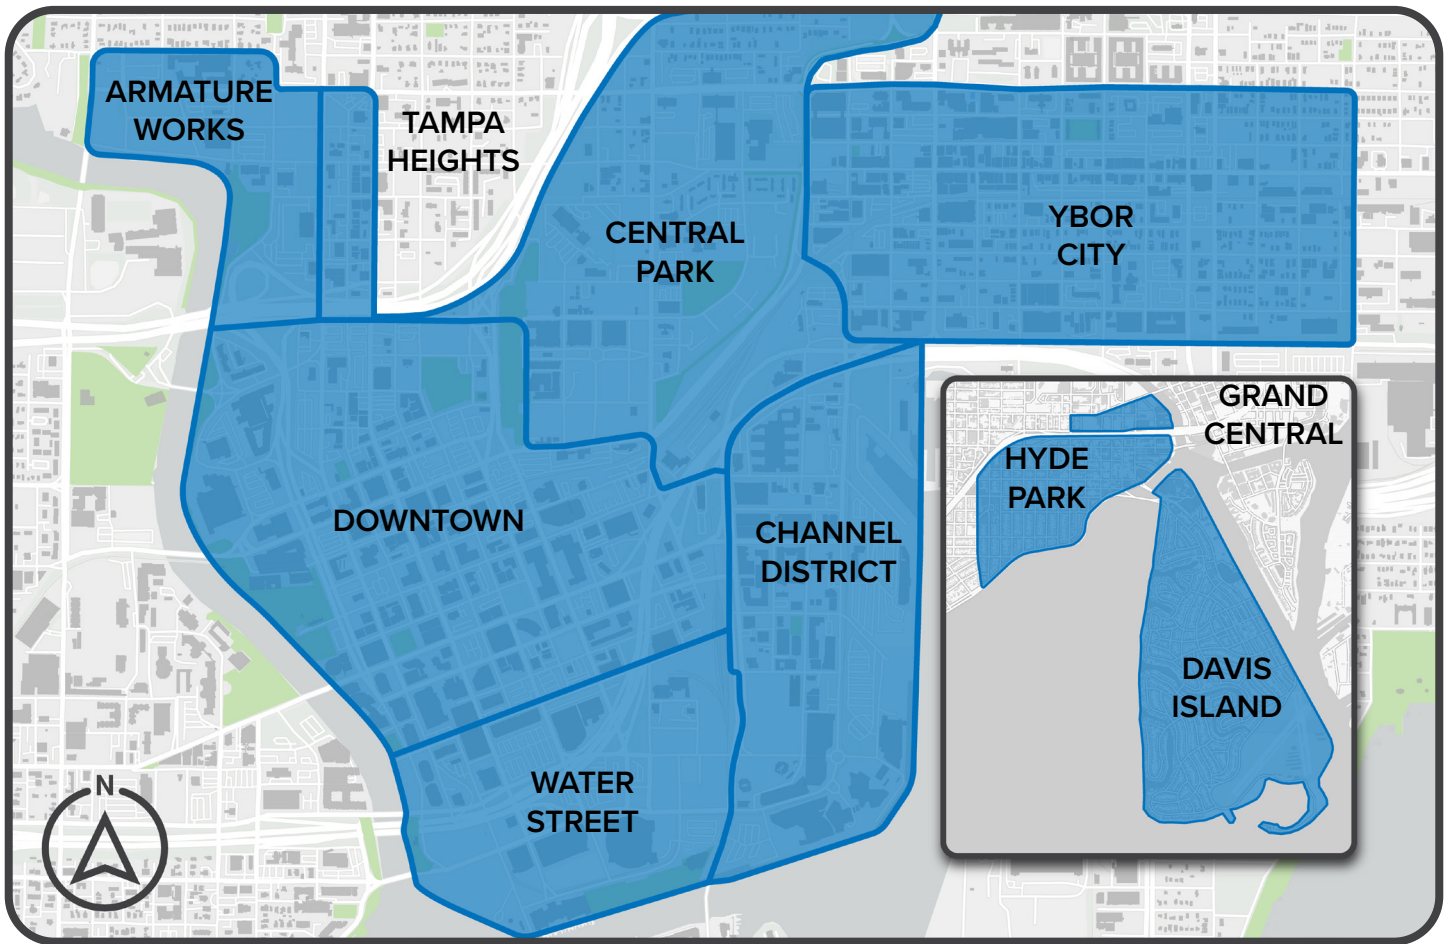 ARMATURE
WORKS
TAMPA
HEIGHTS
CENTRAL
PARK
YBOR
CITY
GRAND
CENTRAL
HYDE
PARK
DOWNTOWN
CHANNEL
DISTRICT
DAVIS
ISLAND
WATER
STREET
N